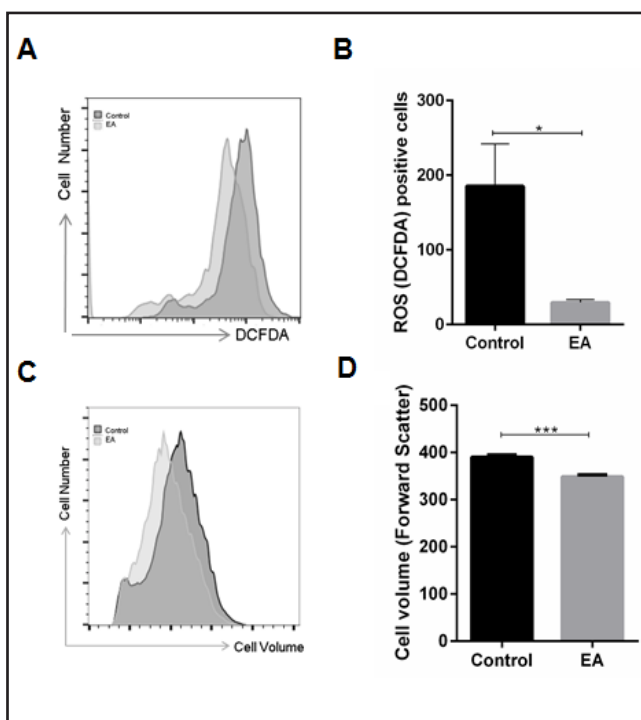 A
Control
EA
Cell Number
DCFDA
B
300
200
100
0
ROS (DCFDA) positive cells
*
Control
EA
C
Control
EA
Cell Number
Cell Volume
D
500
400
300
200
100
0
Cell volume (Forward Scatter)
***
Control
EA